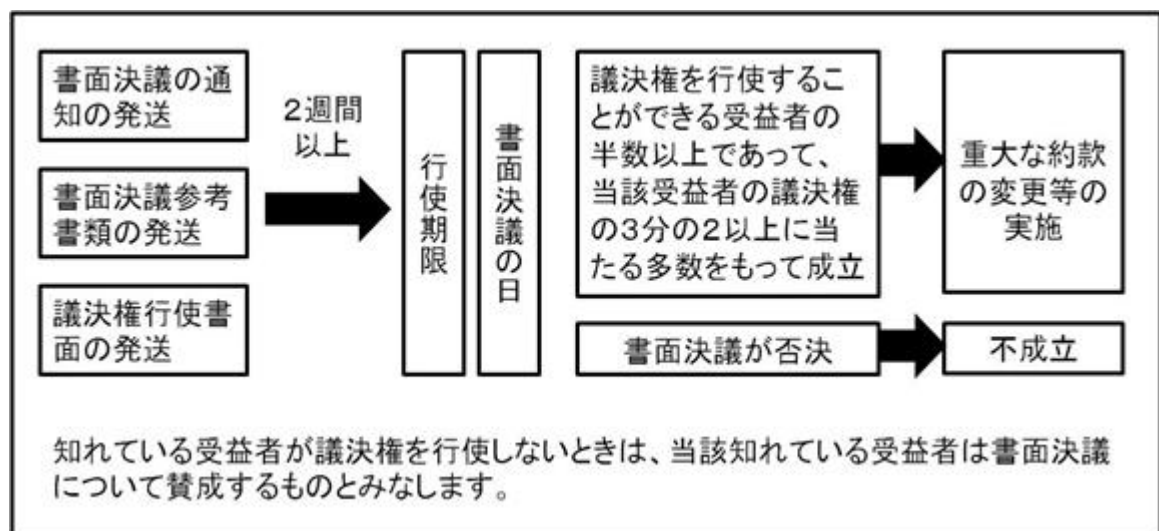 書面決議の通
知の発送
書面決議参考
書類の発送
議決権行使書
面の発送
2週間
以上
行使期限
書面決議の日
議決権を行使するこ
とができる受益者の
半数以上であって、
当該受益者の議決権
の3分の2以上に当
たる多数をもって成立
重大な約款
の変更等の
実施
書面決議が否決
不成立
知れている受益者が議決権を行使しないときは、当該知れている受益者は書面決議
について賛成するものとみなします。